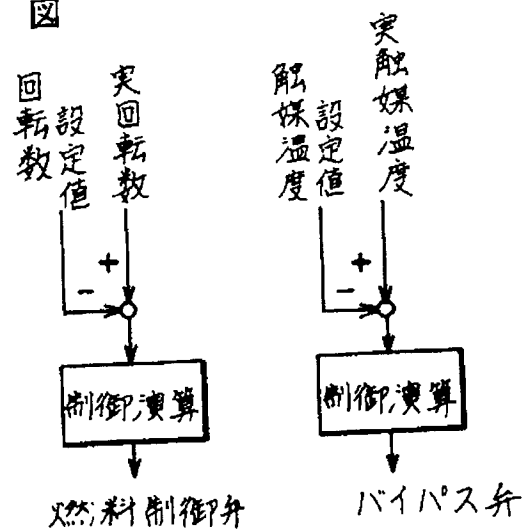 図
回転数
設定値
実回転数
+
−
制御演算
燃料制御弁
触媒温度
設定値
実触媒温度
+
−
制御演算
バイパス弁